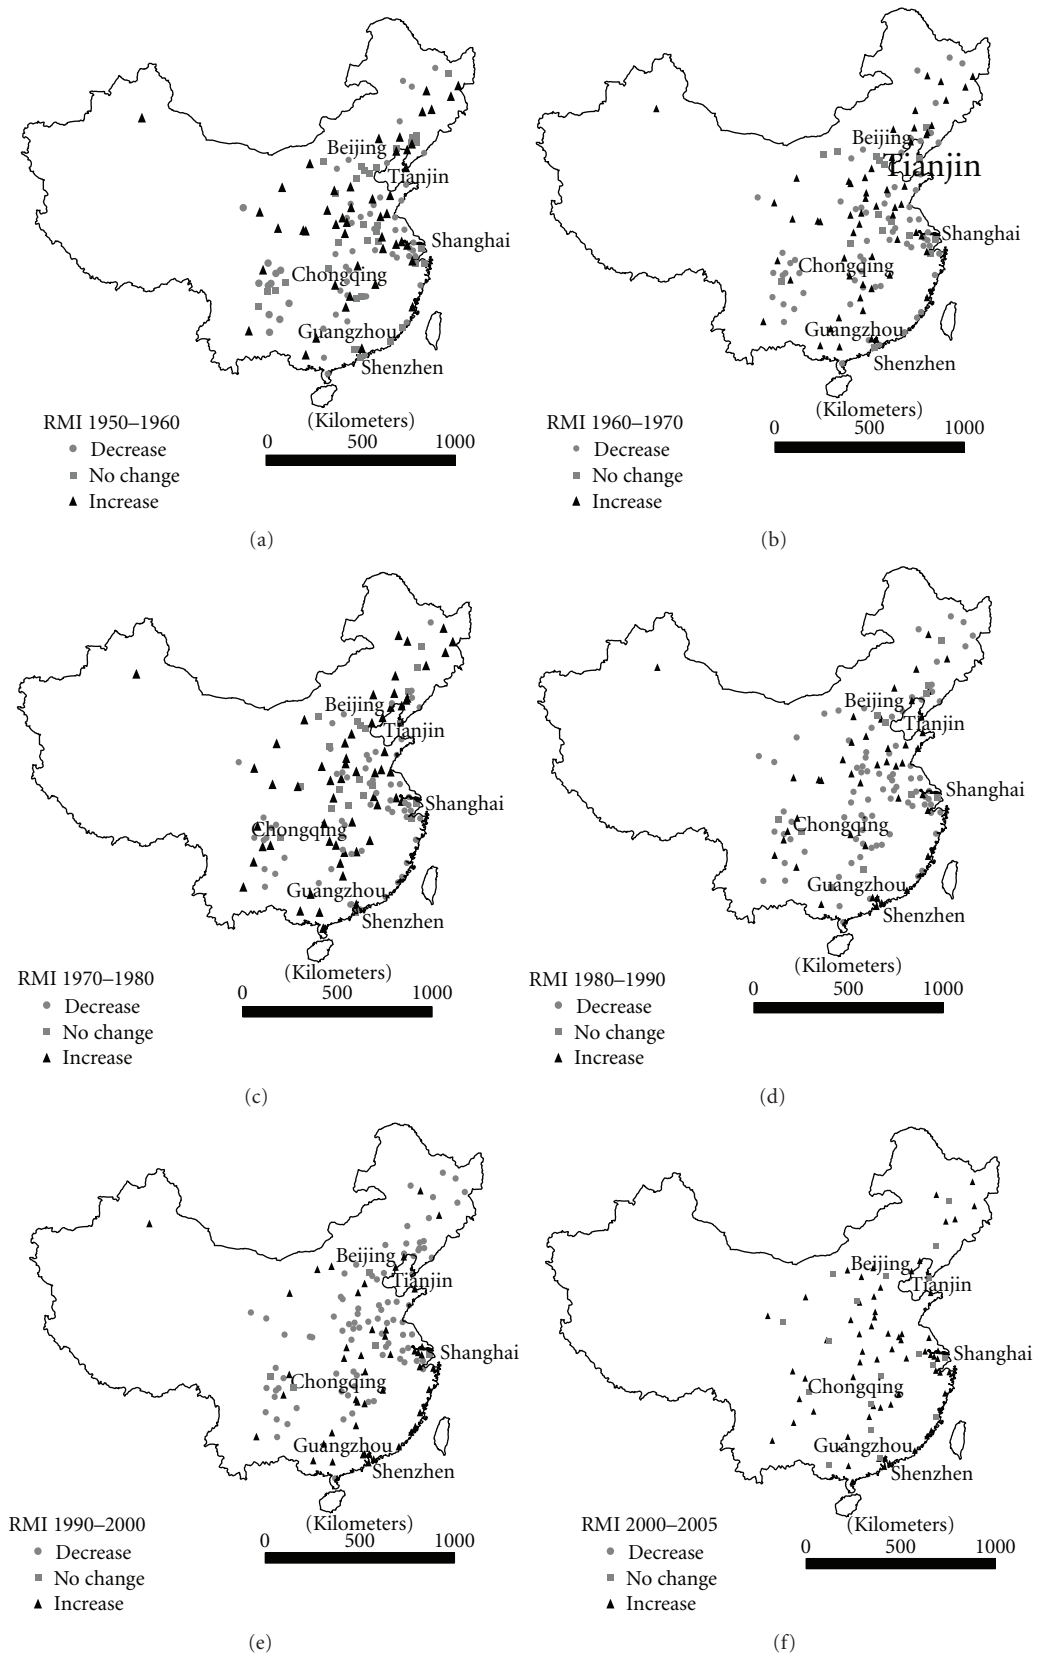 Beijing
Tianjin
Shanghai
Chongqing
Guangzhou
Shenzhen
(Kilometers)
0 500 1000
RMI 1950–1960
Decrease
No change
Increase
(a)
Beijing
Tianjin
Shanghai
Chongqing
Guangzhou
Shenzhen
(Kilometers)
0 500 1000
RMI 1960–1970
Decrease
No change
Increase
(b)
Beijing
Tianjin
Shanghai
Chongqing
Guangzhou
Shenzhen
(Kilometers)
0 500 1000
RMI 1970–1980
Decrease
No change
Increase
(c)
Beijing
Tianjin
Shanghai
Chongqing
Guangzhou
Shenzhen
(Kilometers)
0 500 1000
RMI 1980–1990
Decrease
No change
Increase
(d)
Beijing
Tianjin
Shanghai
Chongqing
Guangzhou
Shenzhen
(Kilometers)
0 500 1000
RMI 1990–2000
Decrease
No change
Increase
(e)
Beijing
Tianjin
Shanghai
Chongqing
Guangzhou
Shenzhen
(Kilometers)
0 500 1000
RMI 2000–2005
Decrease
No change
Increase
(f)